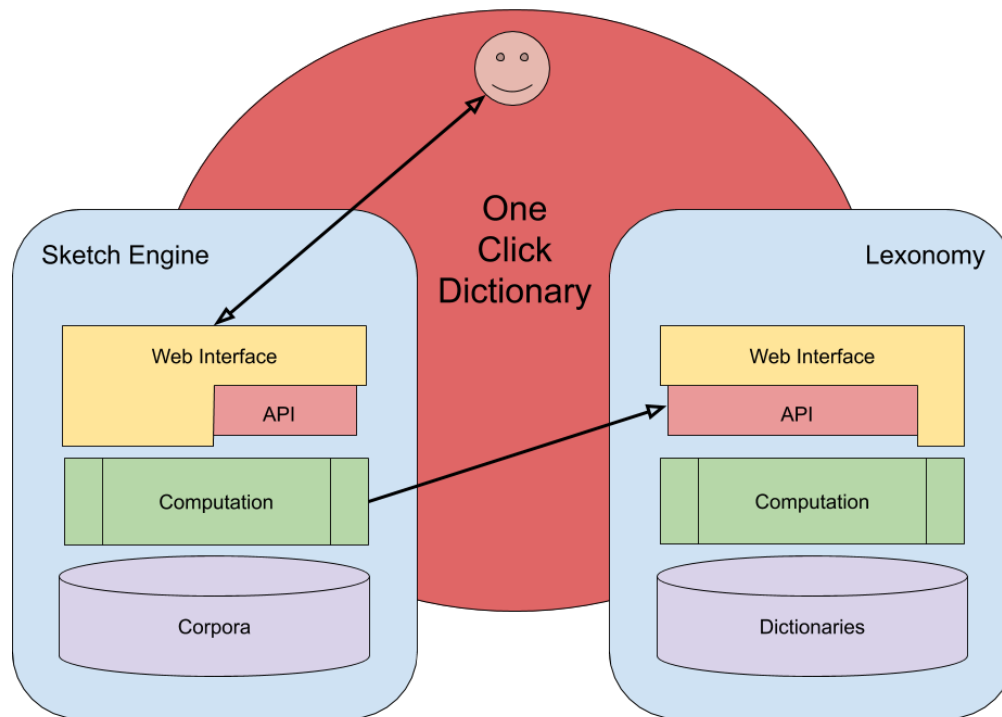 One
Click
Dictionary
Sketch Engine
Web Interface
API
Computation
Corpora
Lexonomy
Web Interface
API
Computation
Dictionaries